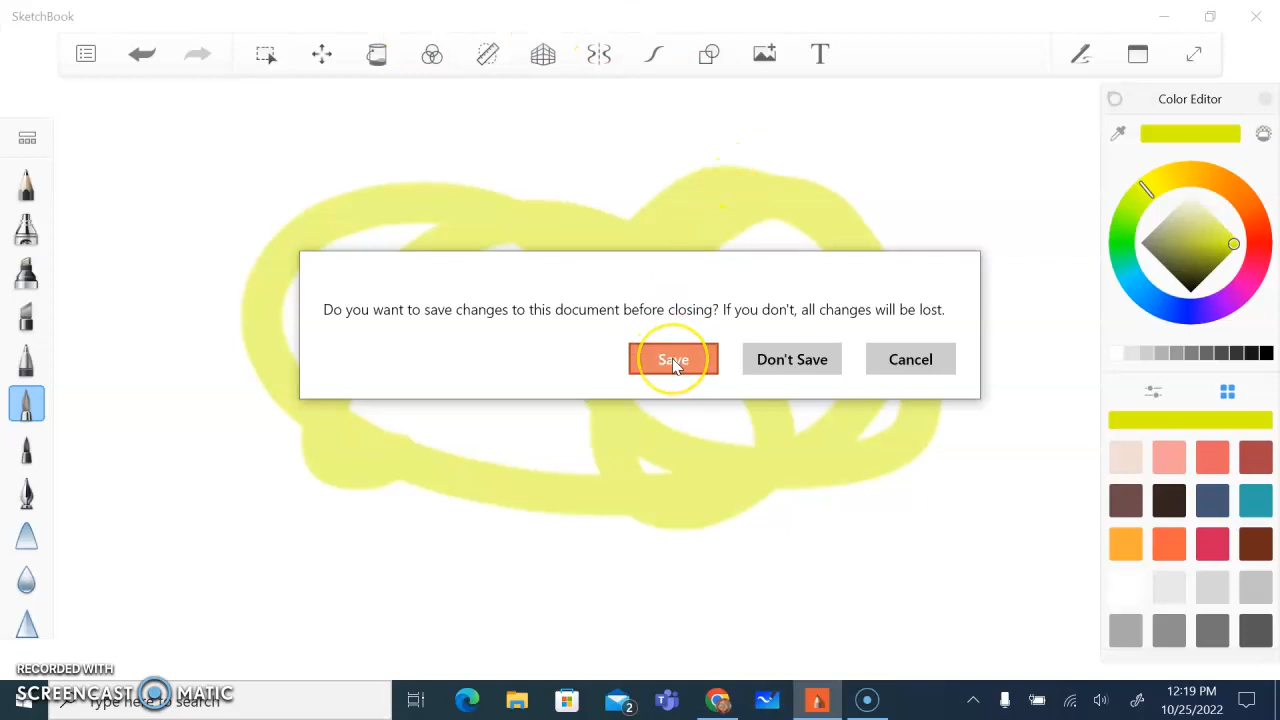 SketchBook
T
Color Editor
Do you want to save changes to this document before closing? If you don't, all changes will be lost.
Save
Don't Save
Cancel
RECORDED WITH
SCREENCAST MATIC
Type here to search
2
12:19 PM
10/25/2022